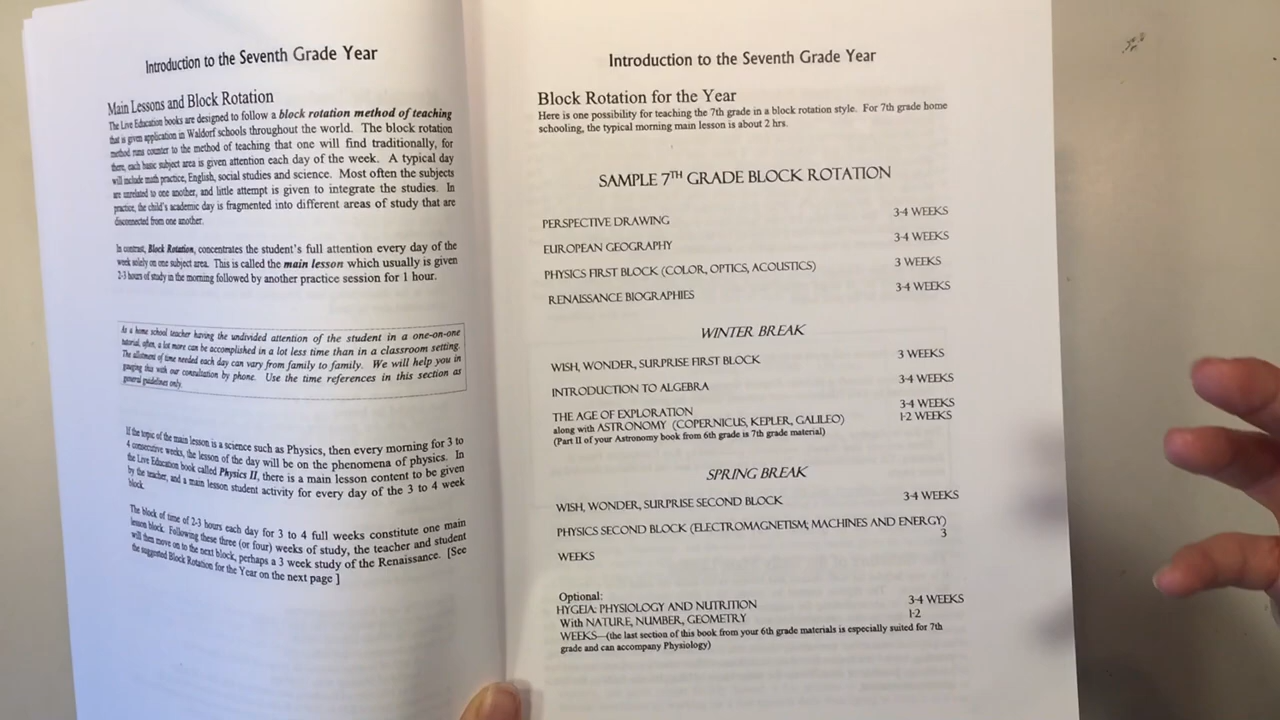 Introduction to the Seventh Grade Year
Main Lessons and Block Rotation
The Live Education books are designed to follow a block rotation method of teaching
that is given application in Waldorf schools throughout the world. The block rotation
method runs counter to the method of teaching that one will find traditionally, for
there, each basic subject area is given attention each day of the week. A typical day
will include math practice, English, social studies and science. Most often the subjects
are unrelated to one another, and little attempt is given to integrate the studies. In
practice, the child's academic day is fragmented into different areas of study that are
disconnected from one another.
In contrast, Block Rotation, concentrates the student's full attention every day of the
week solely on one subject area. This is called the main lesson which usually is given
2-3 hours of study in the morning followed by another practice session for 1 hour.
As a home school teacher having the undivided attention of the student in a one-on-one
tutorial, often, a lot more can be accomplished in a lot less time than in a classroom setting.
The allotment of time needed each day can vary from family to family. We will help you in
gauging this with our consultation by phone. Use the time references in this section as
general guidelines only.
If the topic of the main lesson is a science such as Physics, then every morning for 3 to
4 consecutive weeks, the lesson of the day will be on the phenomena of physics. In
the Live Education book called Physics II, there is a main lesson content to be given
by the teacher, and a main lesson student activity for every day of the 3 to 4 week
block.
The block of time of 2-3 hours each day for 3 to 4 full weeks constitute one main
lesson block. Following these three (or four) weeks of study, the teacher and student
will then move on to the next block, perhaps a 3 week study of the Renaissance. [See
the suggested Block Rotation for the Year on the next page ]
Introduction to the Seventh Grade Year
Block Rotation for the Year
Here is one possibility for teaching the 7th grade in a block rotation style. For 7th grade home
schooling, the typical morning main lesson is about 2 hrs.
SAMPLE 7TH GRADE BLOCK ROTATION
PERSPECTIVE DRAWING 3-4 WEEKS
EUROPEAN GEOGRAPHY 3-4 WEEKS
PHYSICS FIRST BLOCK (COLOR, OPTICS, ACOUSTICS) 3 WEEKS
RENAISSANCE BIOGRAPHIES 3-4 WEEKS
WINTER BREAK
WISH, WONDER, SURPRISE FIRST BLOCK 3 WEEKS
INTRODUCTION TO ALGEBRA 3-4 WEEKS
THE AGE OF EXPLORATION 3-4 WEEKS
along with ASTRONOMY (COPERNICUS, KEPLER, GALILEO) 1-2 WEEKS
(Part II of your Astronomy book from 6th grade is 7th grade material)
SPRING BREAK
WISH, WONDER, SURPRISE SECOND BLOCK 3-4 WEEKS
PHYSICS SECOND BLOCK (ELECTROMAGNETISM; MACHINES AND ENERGY)
3
WEEKS
Optional:
HYGEIA: PHYSIOLOGY AND NUTRITION 3-4 WEEKS
With NATURE, NUMBER, GEOMETRY 1-2
WEEKS—(the last section of this book from your 6th grade materials is especially suited for 7th
grade and can accompany Physiology)